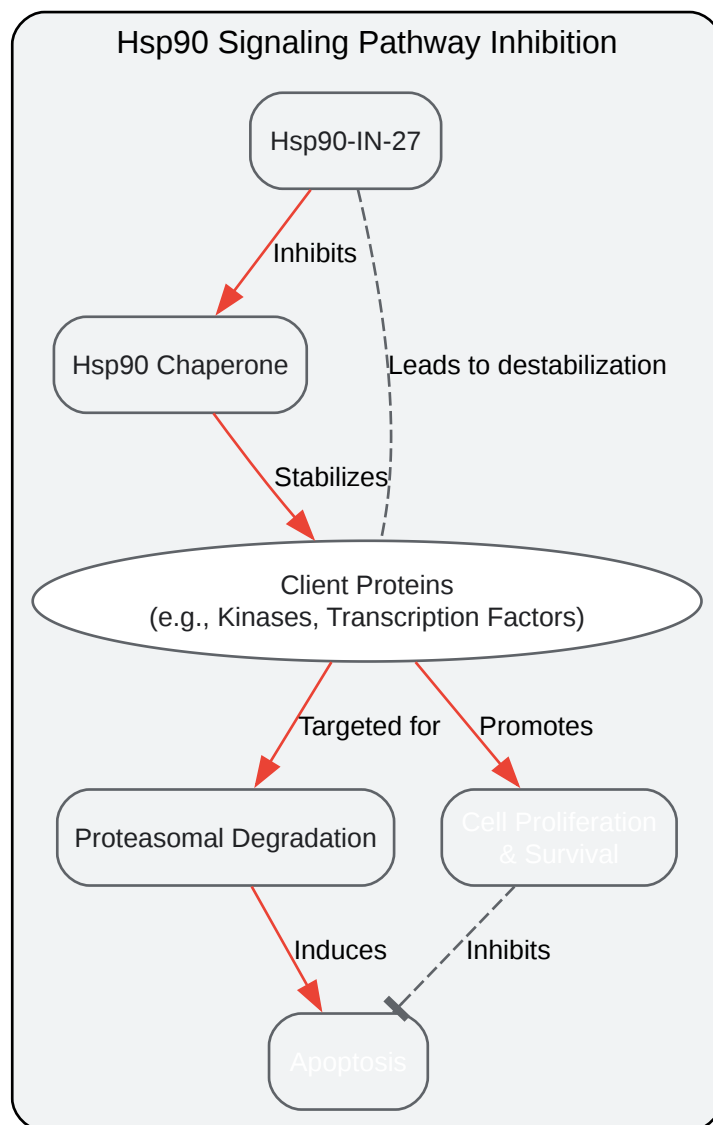 Hsp90 Signaling Pathway Inhibition
Hsp90-IN-27
Inhibits
Hsp90 Chaperone
Leads to destabilization
Stabilizes
Client Proteins
(e.g., Kinases, Transcription Factors)
Targeted for
Promotes
Proteasomal Degradation
Cell Proliferation
& Survival
Induces
Inhibits
Apoptosis